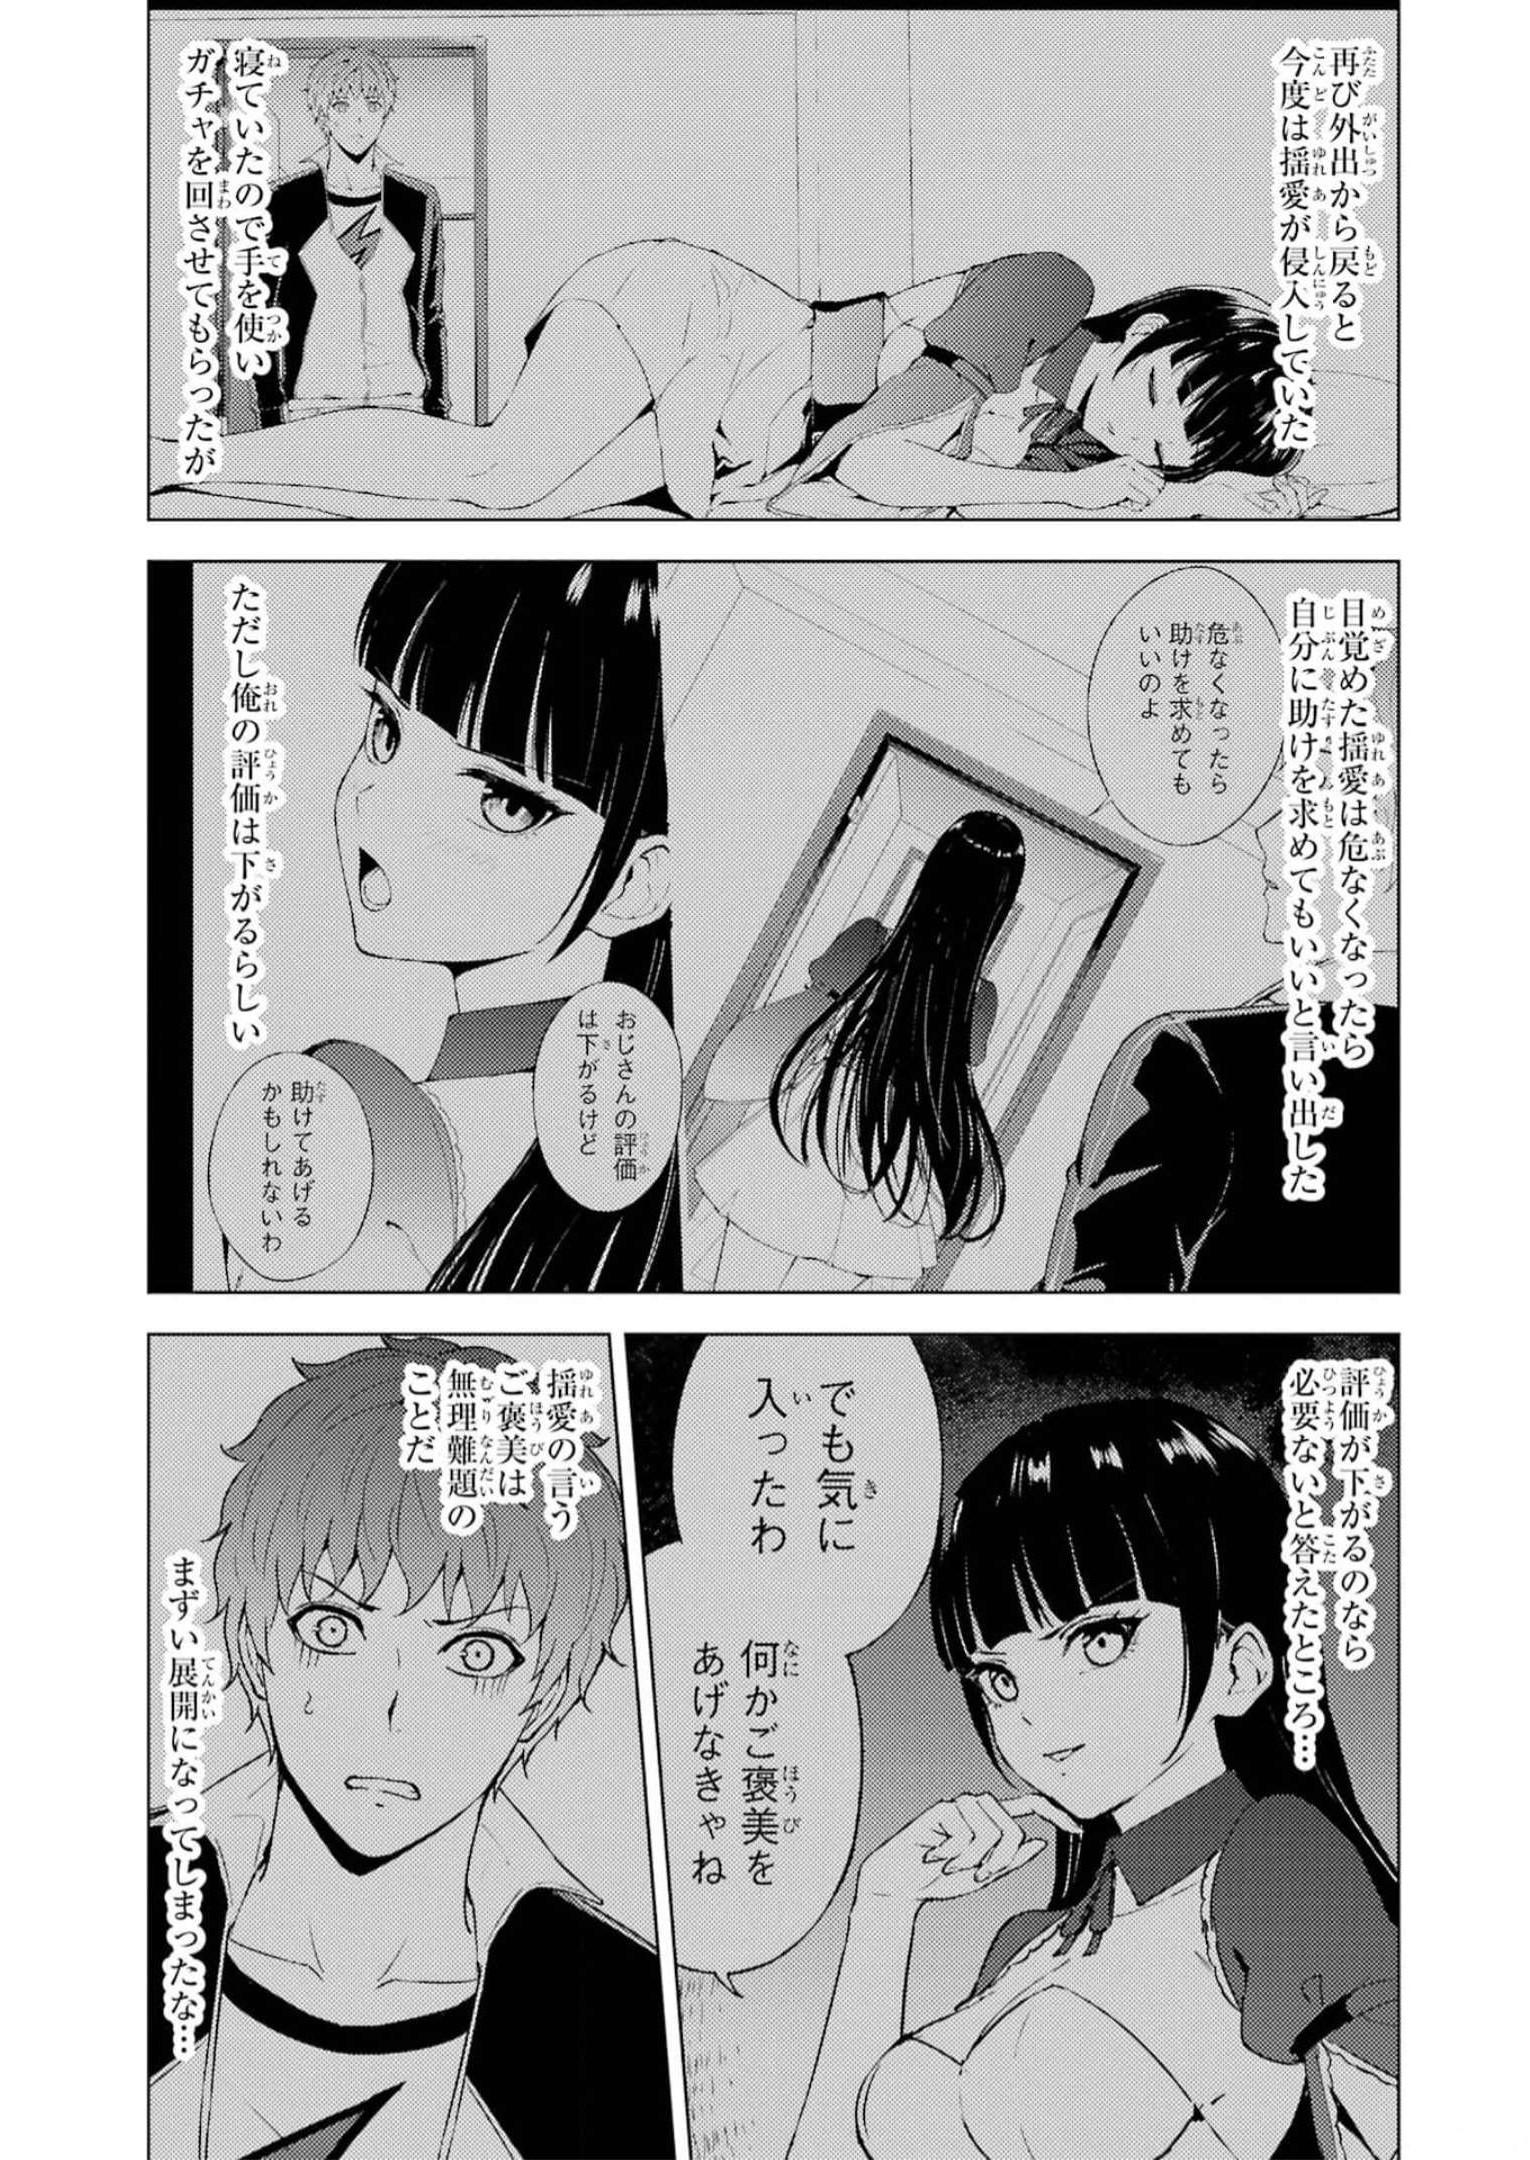 再び外出から戻ると
今度は揺愛が侵入していた
寝ていたので手を使い
ガチャを回させてもらったが
目覚めた揺愛は危なくなったら
自分に助けを求めてもいいと言い出した
危なくなったら
助けを求めても
いいのよ
おじさんの評価
は下がるけど
助けてあげる
かもしれないわ
ただし俺の評価は下がるらしい
評価が下がるのなら
必要ないと答えたところ…
でも気に
入ったわ
何かご褒美を
あげなきゃね
揺愛の言う
ご褒美は
無理難題の
ことだ
まずい展開になってしまったな…